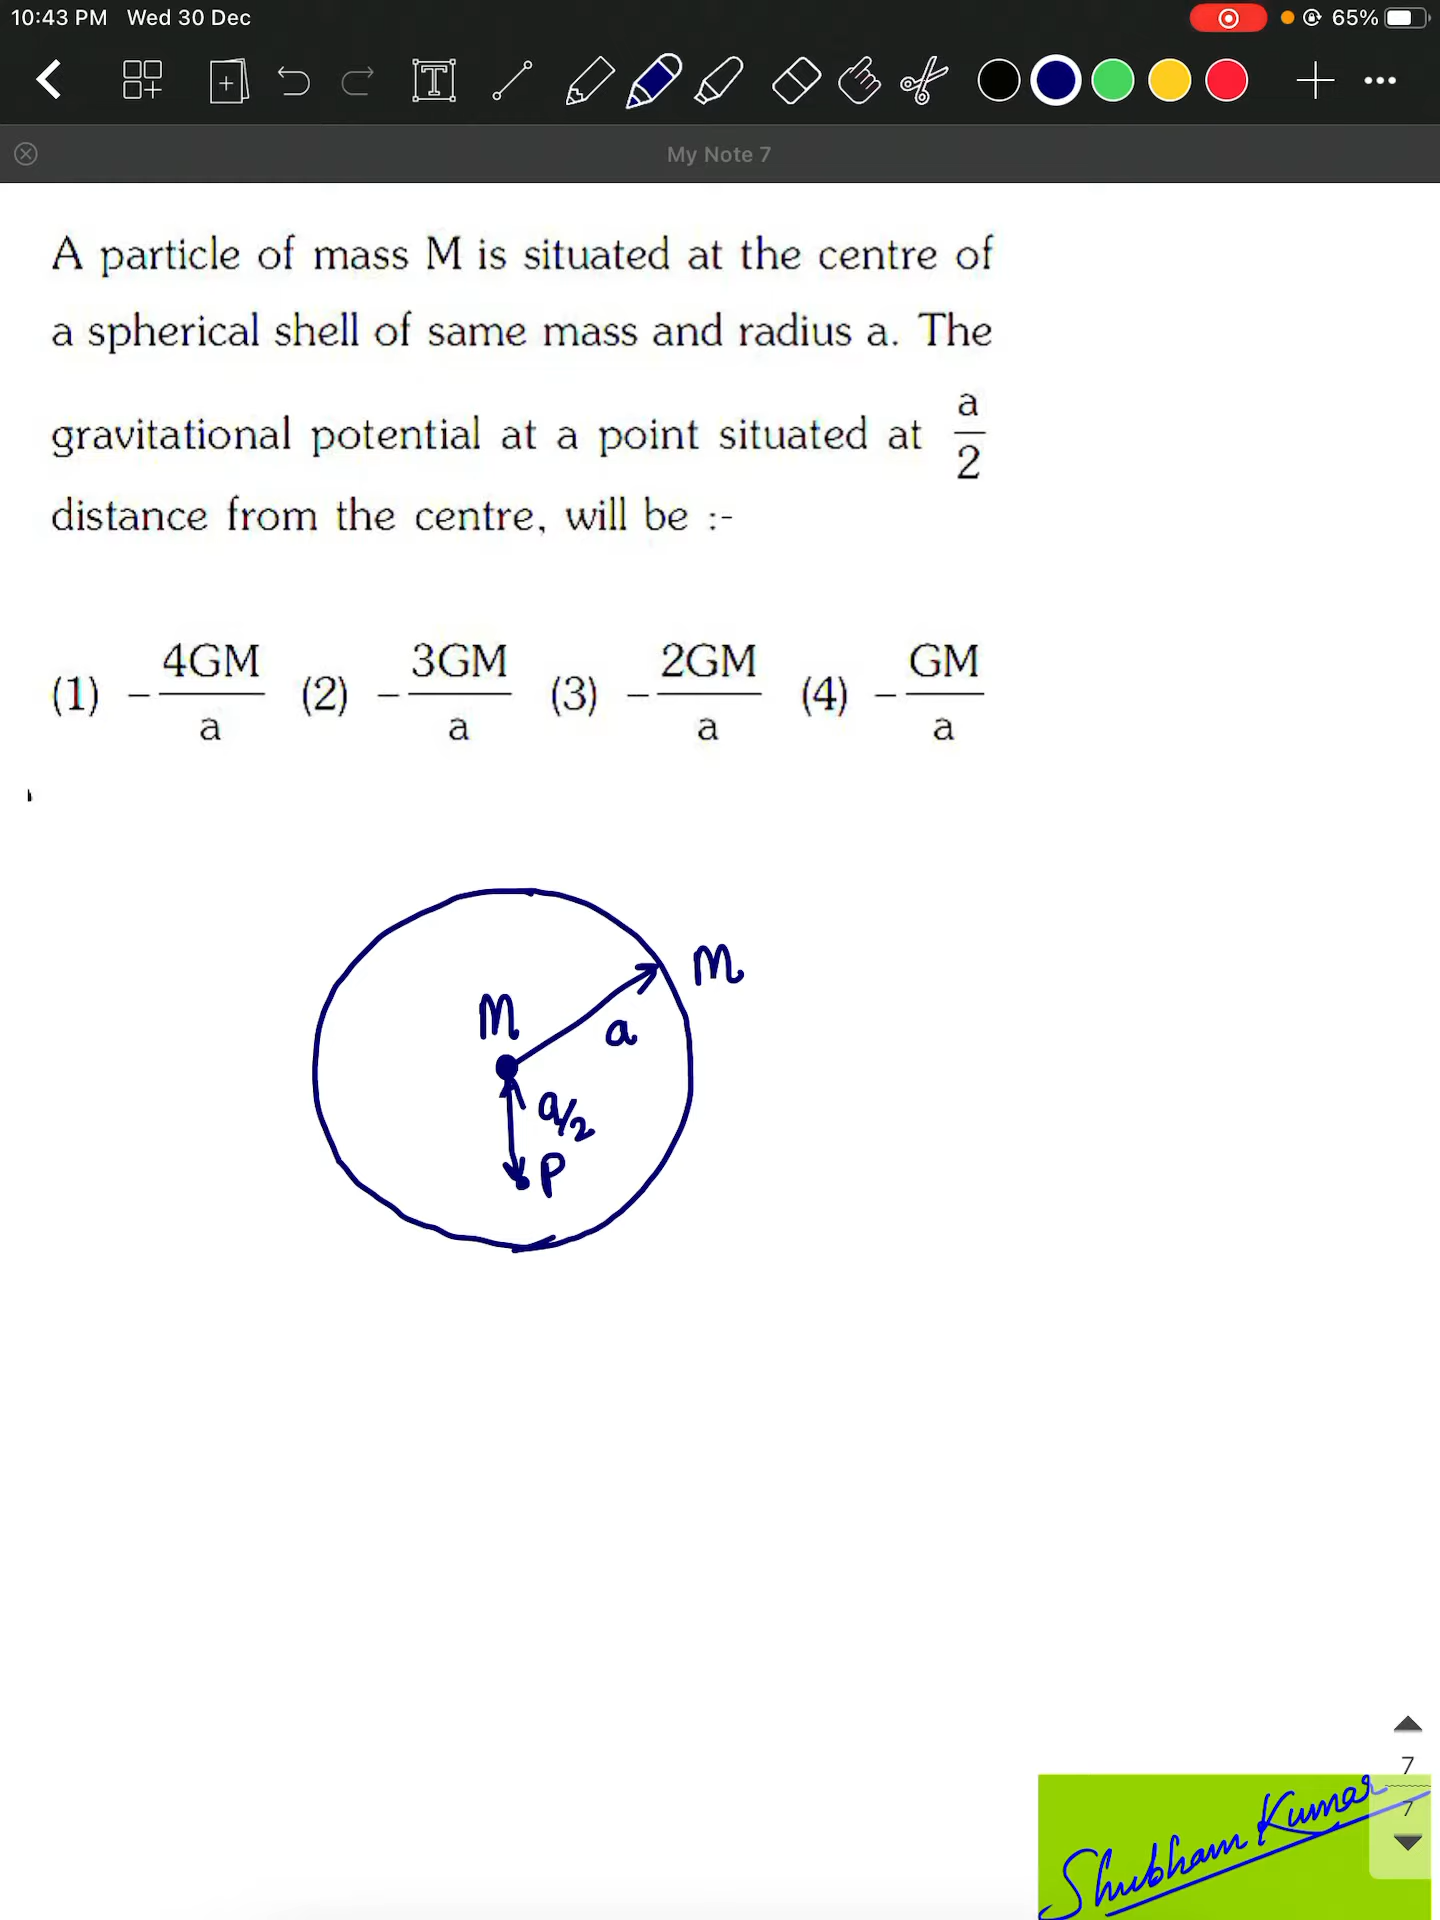 10:43 PM Wed 30 Dec
65%
T
My Note 7
A particle of mass M is situated at the centre of
a spherical shell of same mass and radius a. The
gravitational potential at a point situated at a/2
distance from the centre, will be :-
(1) -4GM/a (2) -3GM/a (3) -2GM/a (4) -GM/a
M
M
a
a/2
P
7
7
Shubham Kumar